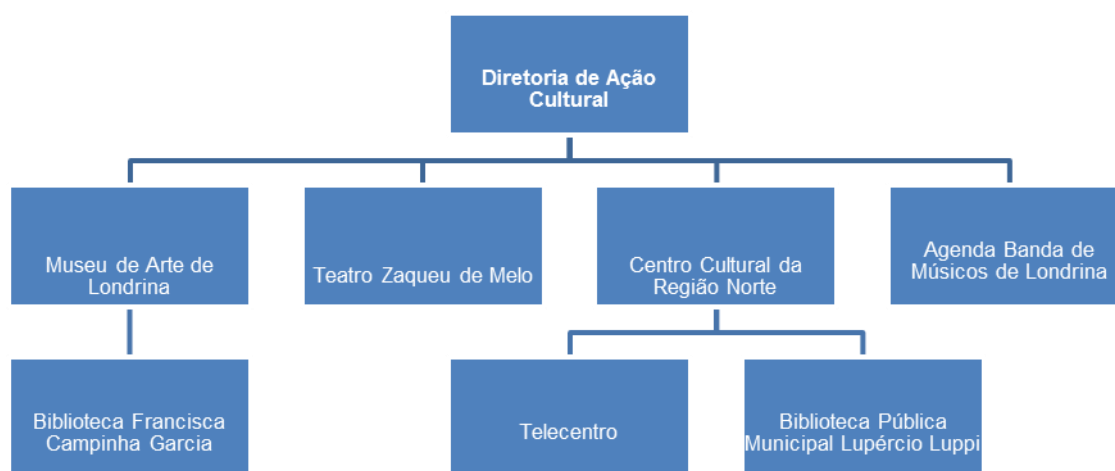 Diretoria de Ação
Cultural
Museu de Arte de
Londrina
Teatro Zaqueu de Melo
Centro Cultural da
Região Norte
Agenda Banda de
Músicos de Londrina
Biblioteca Francisca
Campinha Garcia
Telecentro
Biblioteca Pública
Municipal Lupércio Luppi